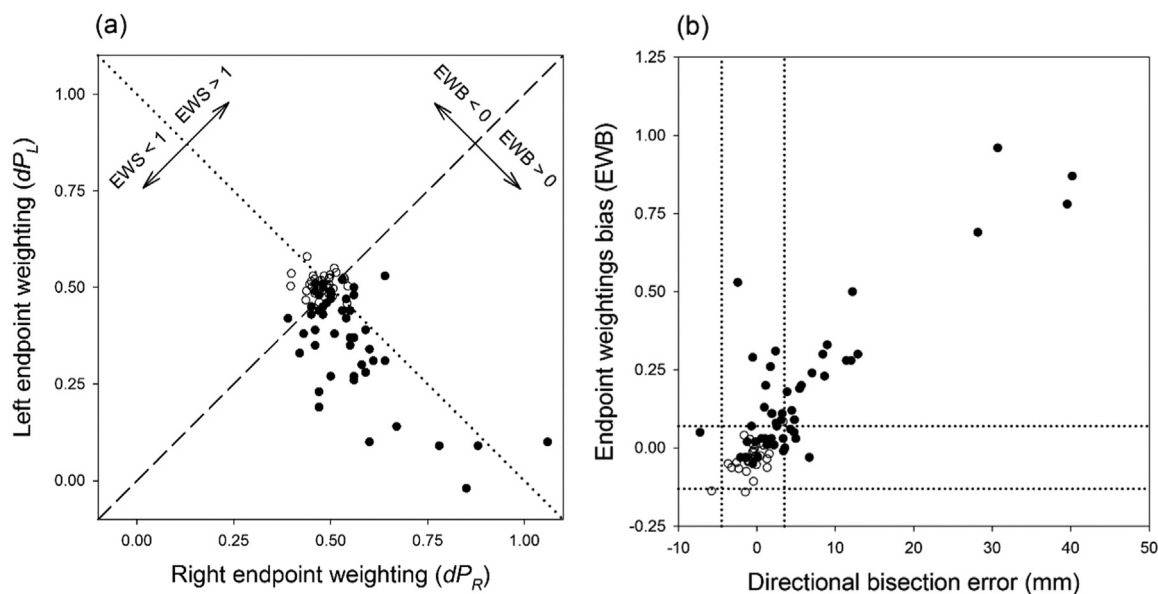 (a)
1.00
0.75
0.50
0.25
0.00
Left endpoint weighting (dP_L)
EWS < 1 EWS > 1
EWB < 0 EWB > 0
0.00 0.25 0.50 0.75 1.00
Right endpoint weighting (dP_R)
(b)
1.25
1.00
0.75
0.50
0.25
0.00
-0.25
Endpoint weightings bias (EWB)
-10 0 10 20 30 40 50
Directional bisection error (mm)